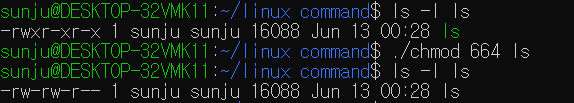 sunju@DESKTOP-32VMK11:~/linux command$ ls -l ls
-rwxr-xr-x 1 sunju sunju 16088 Jun 13 00:28 ls
sunju@DESKTOP-32VMK11:~/linux command$ ./chmod 664 ls
sunju@DESKTOP-32VMK11:~/linux command$ ls -l ls
-rw-rw-r-- 1 sunju sunju 16088 Jun 13 00:28 ls